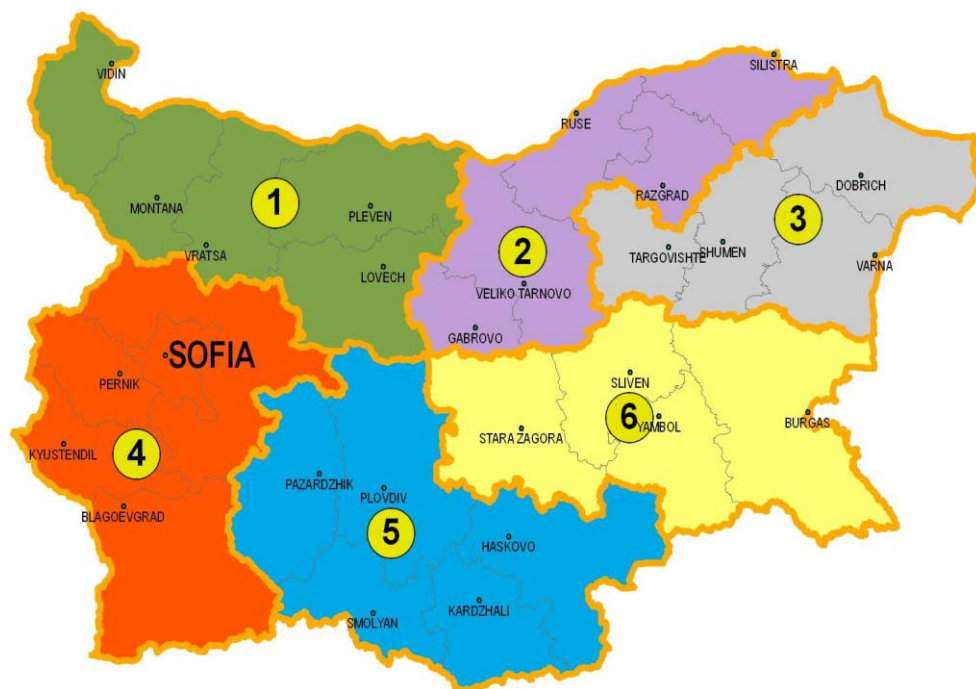 SILISTRA
VIDIN
RUSE
DOBRICH
RAZGRAD
MONTANA
1
PLEVEN
3
VRATSA
2
TARGOVISHTE
SHUMEN
VARNA
LOVECH
VELIKO TARNOVO
GABROVO
SOFIA
PERNIK
SLIVEN
6
YAMBOL
BURGAS
STARA ZAGORA
KYUSTENDIL
4
PAZARDZHIK
PLOVDIV
BLAGOEVGRAD
5
HASKOVO
KARDZHALI
SMOLYAN